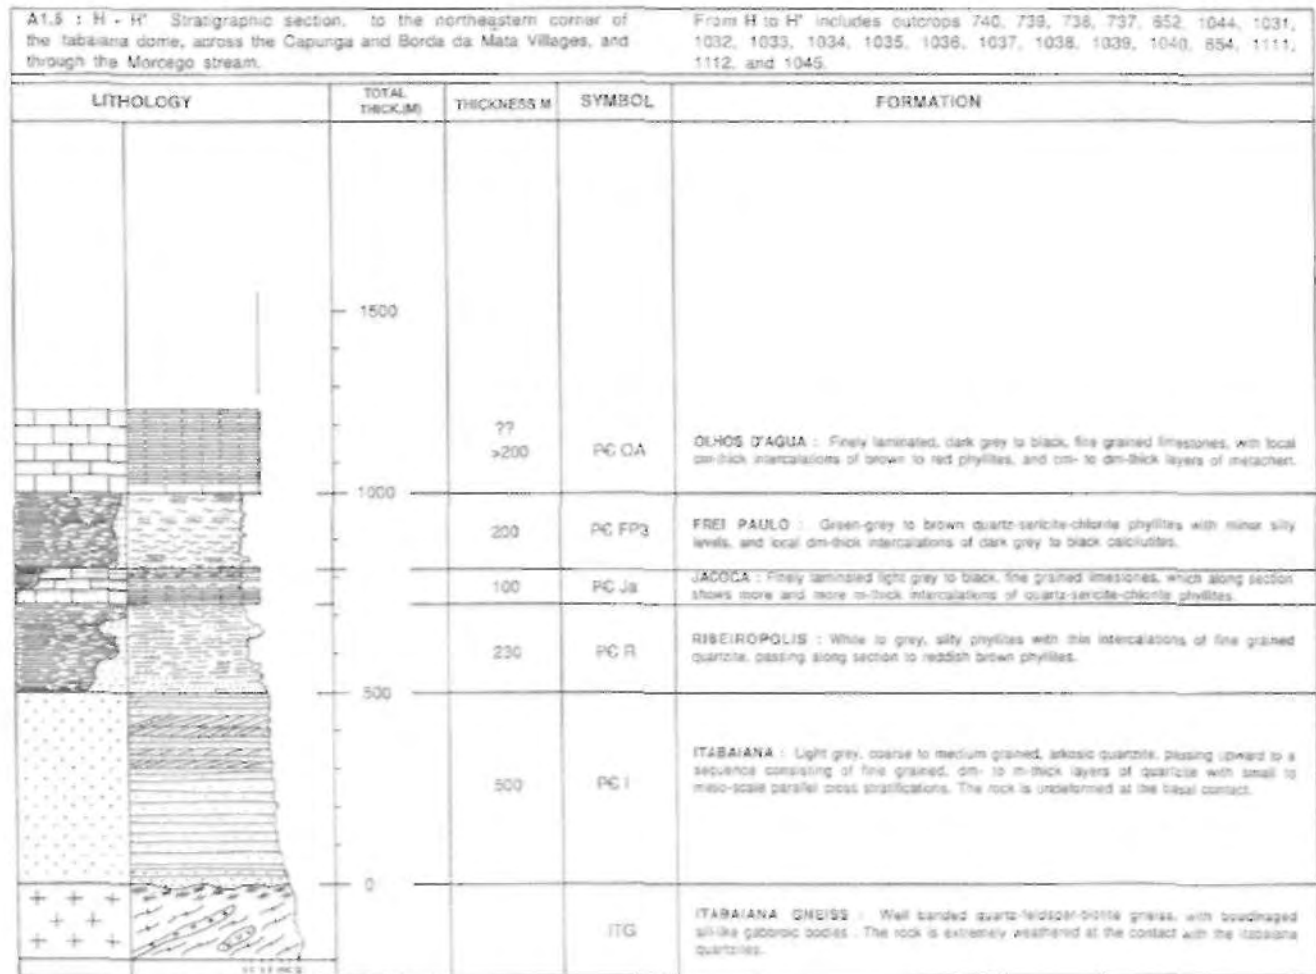 A1.5 : H - H' Stratigraphic section, to the northeastern corner of
the Itabaiana dome, across the Capunga and Borda da Mata Villages, and
through the Morcego stream.
From H to H' includes outcrops 740, 739, 738, 737, 652, 1044, 1031,
1032, 1033, 1034, 1035, 1036, 1037, 1038, 1039, 1040, 654, 1111,
1112, and 1045.
LITHOLOGY
TOTAL
THICK.(M)
THICKNESS M
SYMBOL
FORMATION
1500
??
>200
PЄ OA
OLHOS D'AGUA : Finely laminated, dark grey to black, fine grained limestones, with local
cm-thick intercalations of brown to red phyllites, and cm- to dm-thick layers of metachert.
1000
200
PЄ FP3
FREI PAULO : Green-grey to brown quartz-sericite-chlorite phyllites with minor silty
levels, and local dm-thick intercalations of dark grey to black calcilutites.
100
PЄ Ja
JACOCA : Finely laminated light grey to black, fine grained limestones, which along section
shows more and more m-thick intercalations of quartz-sericite-chlorite phyllites.
230
PЄ R
RIBEIROPOLIS : White to grey, silty phyllites with thin intercalations of fine grained
quartzite, passing along section to reddish brown phyllites.
500
500
PЄ I
ITABAIANA : Light grey, coarse to medium grained, arkosic quartzite, passing upward to a
sequence consisting of fine grained, dm- to m-thick layers of quartzose with small to
meso-scale parallel cross stratifications. The rock is undeformed at the basal contact.
0
ITG
ITABAIANA GNEISS : Well banded quartz-feldspar-biotite gneiss, with boudinaged
sill-like gabbroic bodies . The rock is extremely weathered at the contact with the Itabaiana
quartzites.